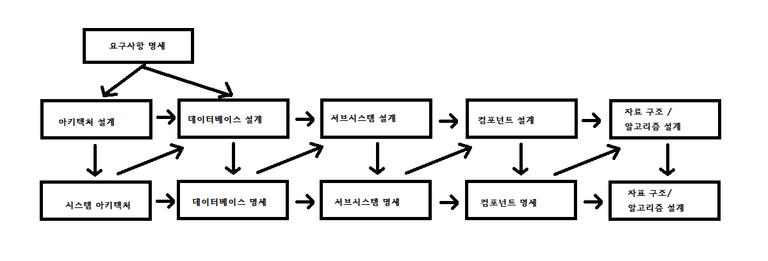 요구사항 명세
아키텍처 설계
데이터베이스 설계
서브시스템 설계
컴포넌트 설계
자료 구조 /
알고리즘 설계
시스템 아키텍처
데이터베이스 명세
서브시스템 명세
컴포넌트 명세
자료 구조/
알고리즘 설계